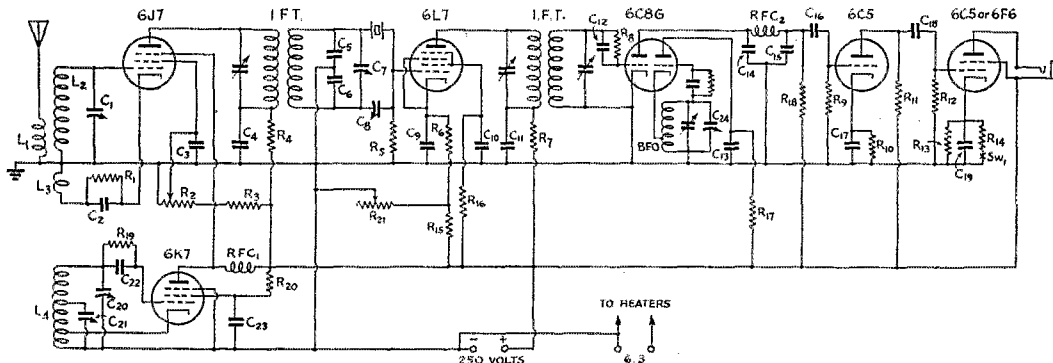 6J7
I.F.T.
6L7
I.F.T.
6C8G
RFC2
C16
6C5
C18
6C5 or 6F6
L2
C1
C5
C6
C7
C8
C12
R8
C14
C15
L1
C3
C4
R4
R5
C9
R6
C10
C11
R7
BFO
C24
C13
R18
R9
C17
R10
R11
R12
R13
C19
R14
SW1
L3
R1
C2
R2
R3
R21
R15
R16
R17
R19
6K7
RFC1
R20
C22
L4
C20
C21
C23
- +
250 VOLTS
TO HEATERS
6.3